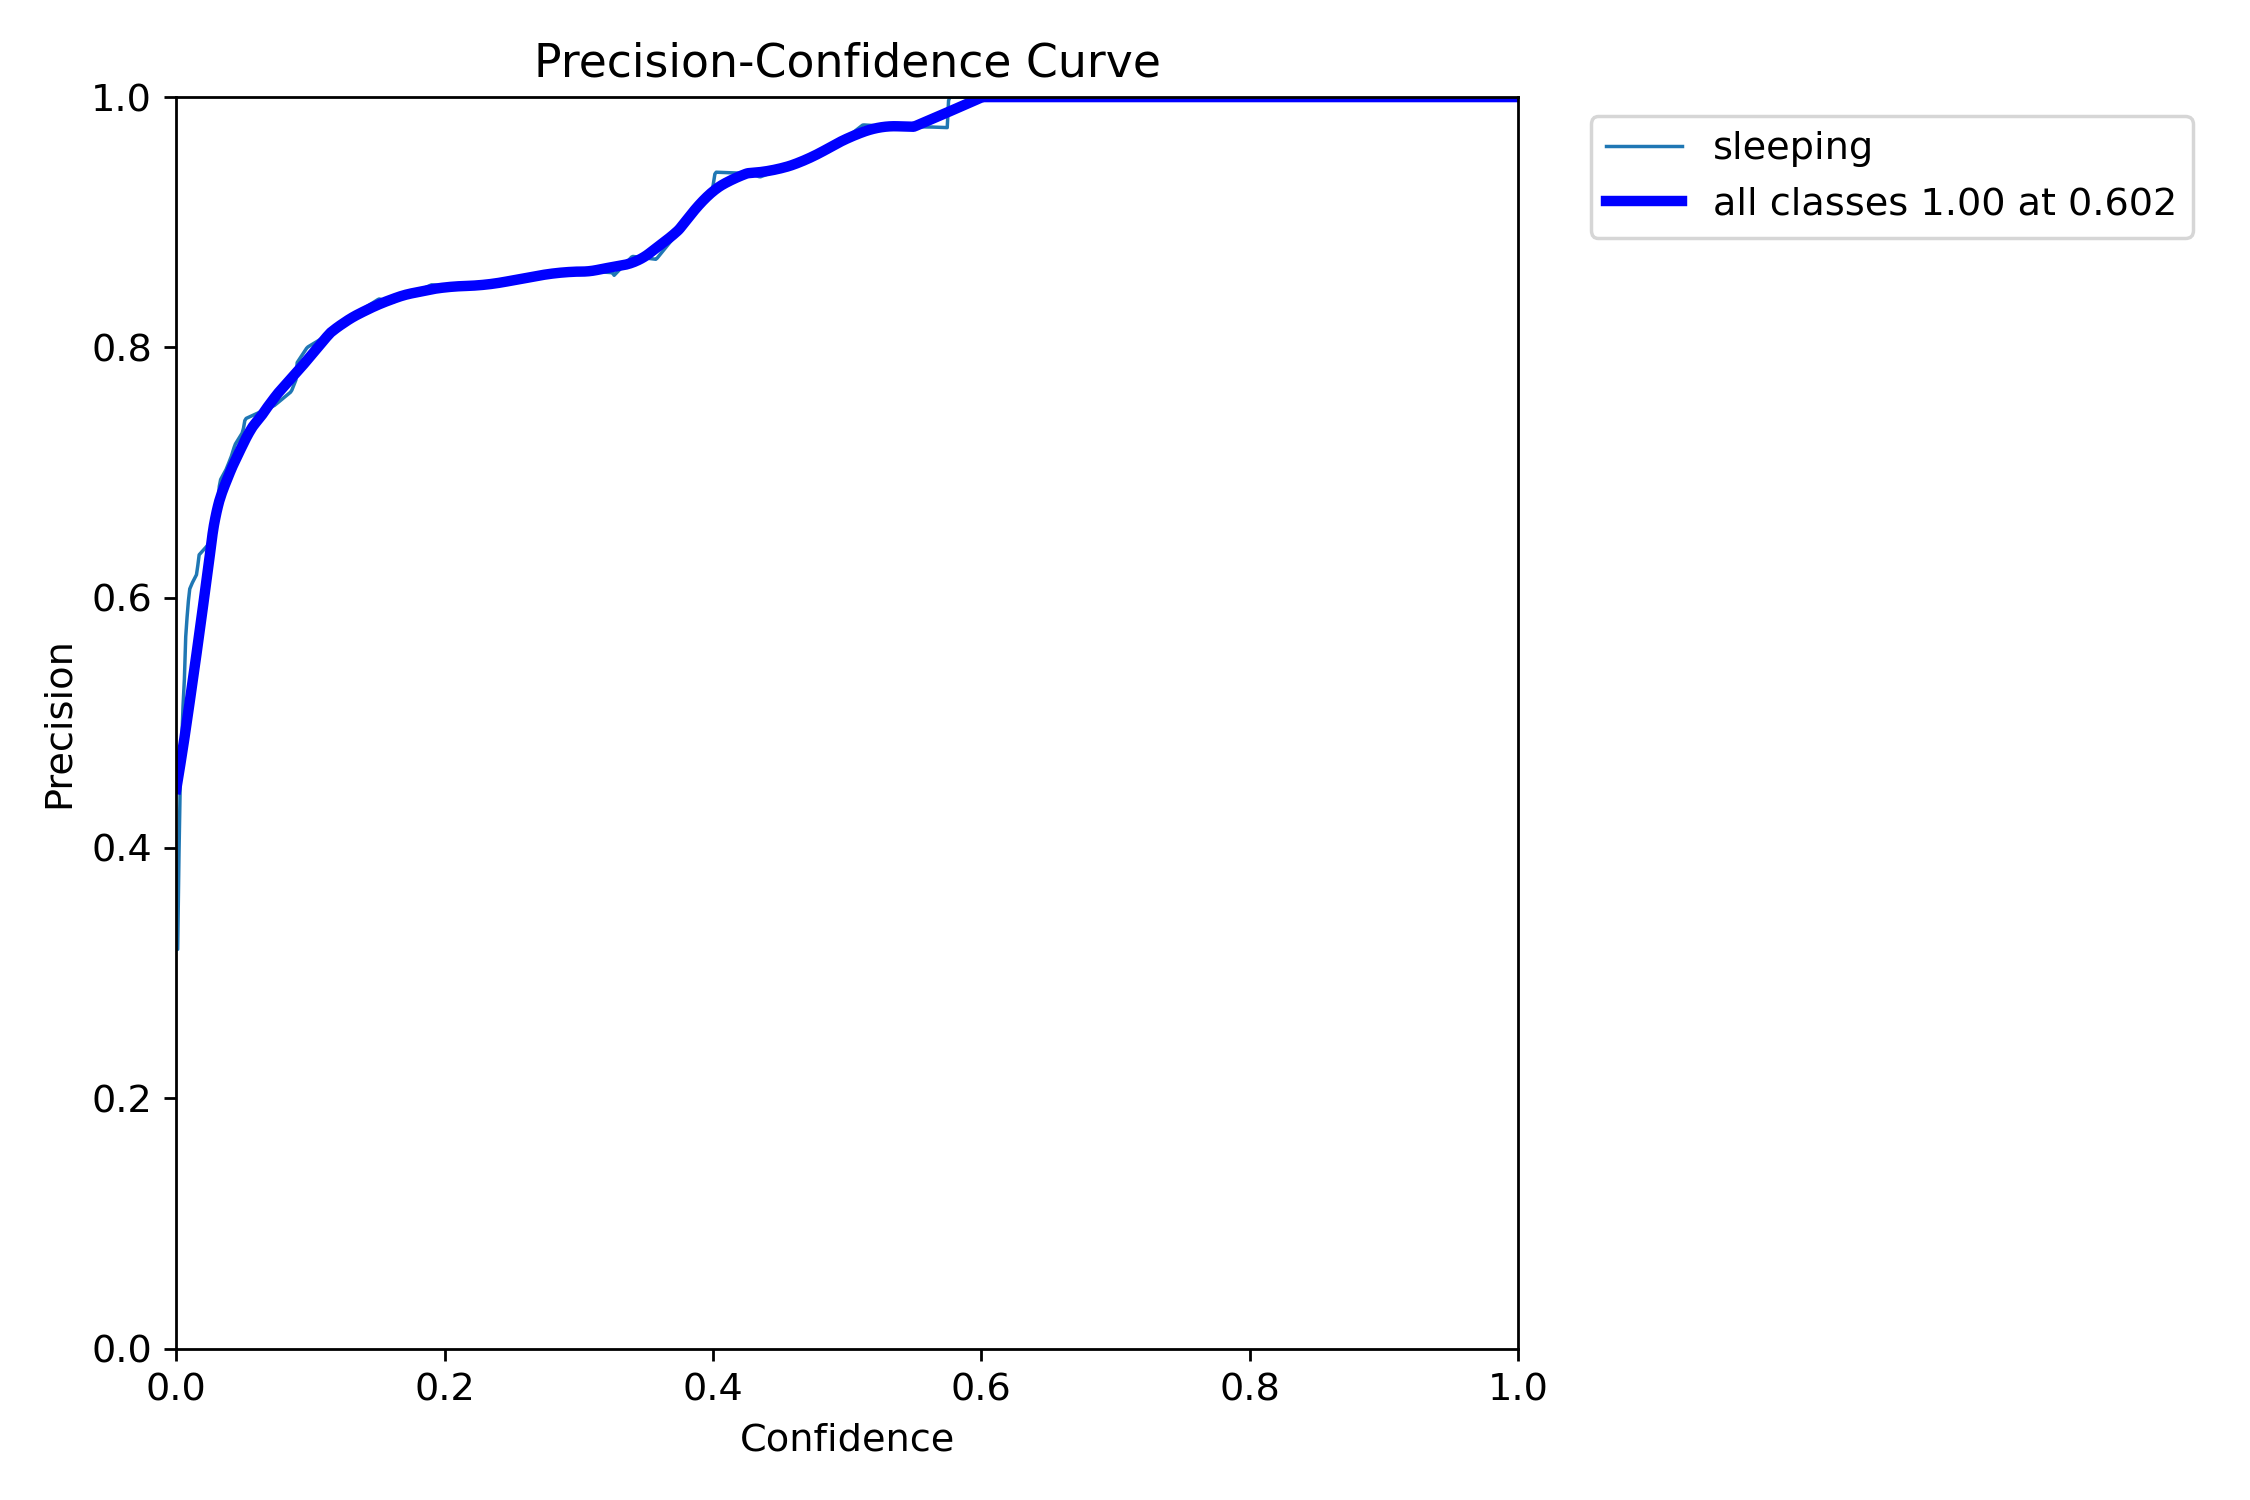 Precision-Confidence Curve
1.0
0.8
0.6
0.4
0.2
0.0
Precision
0.0 0.2 0.4 0.6 0.8 1.0
Confidence
sleeping
all classes 1.00 at 0.602